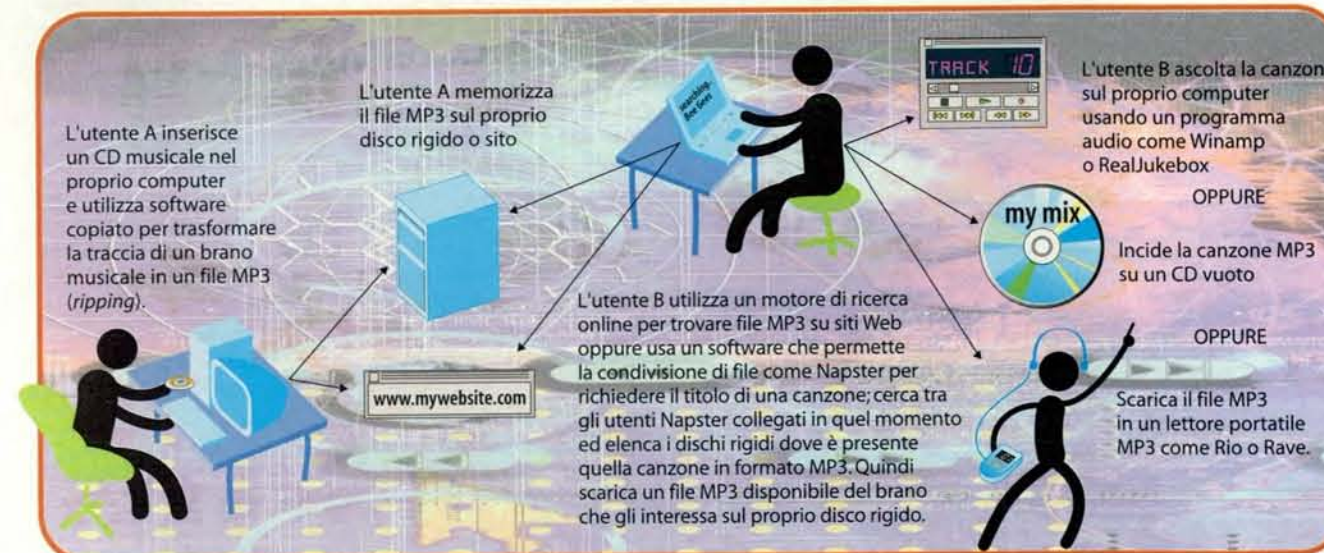 L'utente A inserisce
un CD musicale nel
proprio computer
e utilizza software
copiato per trasformare
la traccia di un brano
musicale in un file MP3
(ripping).
L'utente A memorizza
il file MP3 sul proprio
disco rigido o sito
www.mywebsite.com
searching..
Bee Gees
L'utente B utilizza un motore di ricerca
online per trovare file MP3 su siti Web
oppure usa un software che permette
la condivisione di file come Napster per
richiedere il titolo di una canzone; cerca tra
gli utenti Napster collegati in quel momento
ed elenca i dischi rigidi dove è presente
quella canzone in formato MP3. Quindi
scarica un file MP3 disponibile del brano
che gli interessa sul proprio disco rigido.
TRACK 10
L'utente B ascolta la canzon
sul proprio computer
usando un programma
audio come Winamp
o RealJukebox
OPPURE
my mix
Incide la canzone MP3
su un CD vuoto
OPPURE
Scarica il file MP3
in un lettore portatile
MP3 come Rio o Rave.